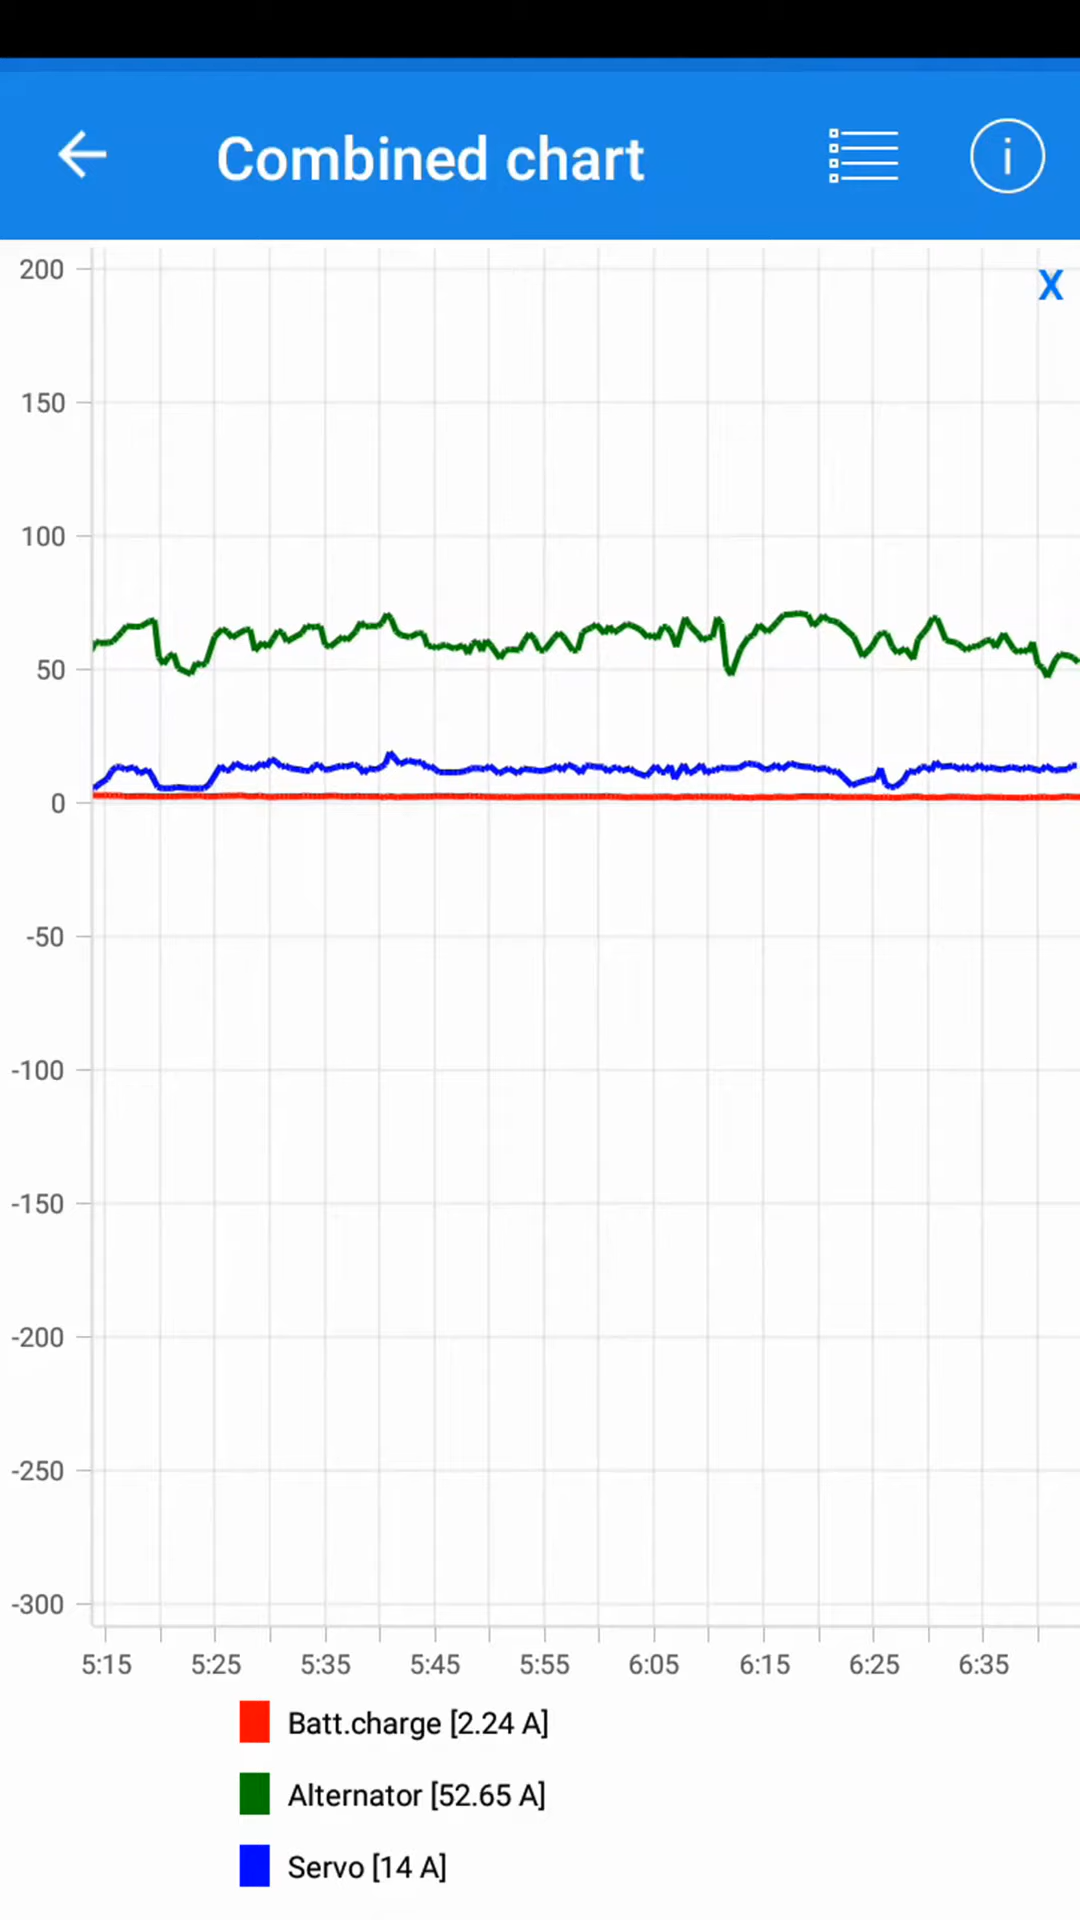 Combined chart
i
200
X
150
100
50
0
-50
-100
-150
-200
-250
-300
5:15 5:25 5:35 5:45 5:55 6:05 6:15 6:25 6:35
Batt.charge [2.24 A]
Alternator [52.65 A]
Servo [14 A]